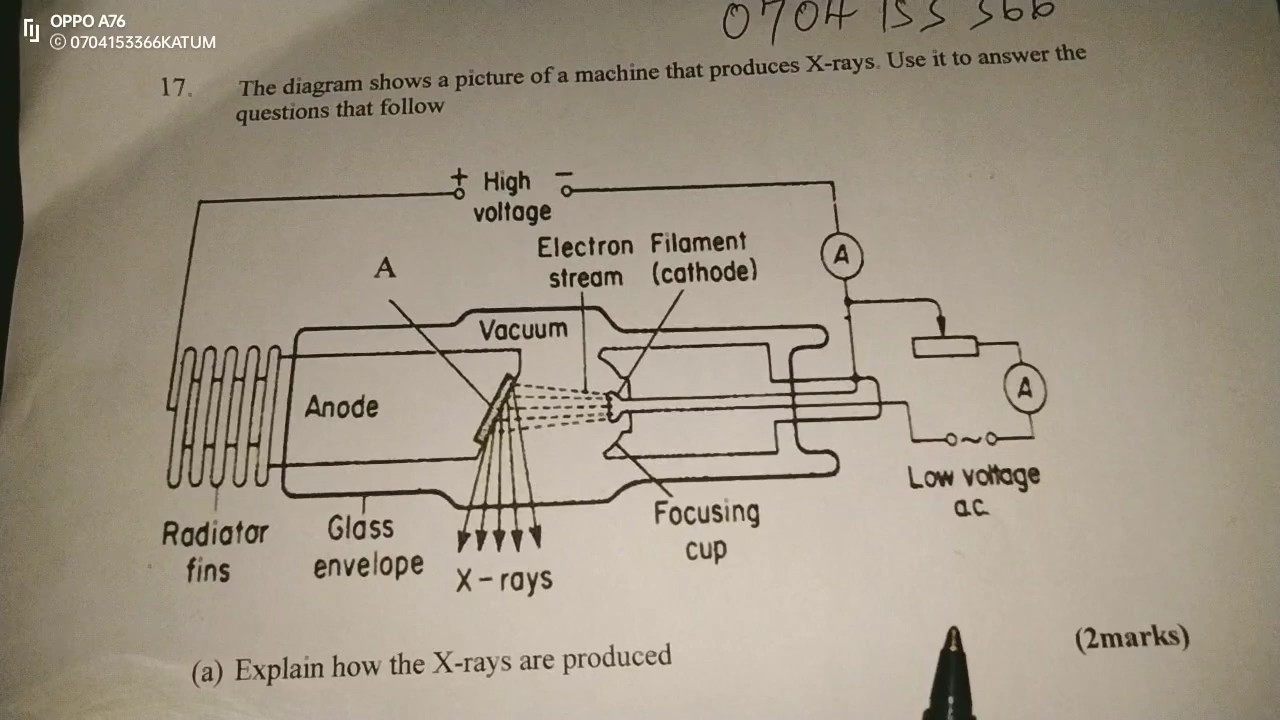 OPPO A76
© 0704153366KATUM
0704 153 366
17. The diagram shows a picture of a machine that produces X-rays. Use it to answer the
questions that follow
+ High −
voltage
Electron Filament
stream (cathode)
A
A
Vacuum
Anode
A
Low voltage
a.c.
Radiator
fins
Glass
envelope
X-rays
Focusing
cup
(a) Explain how the X-rays are produced (2marks)